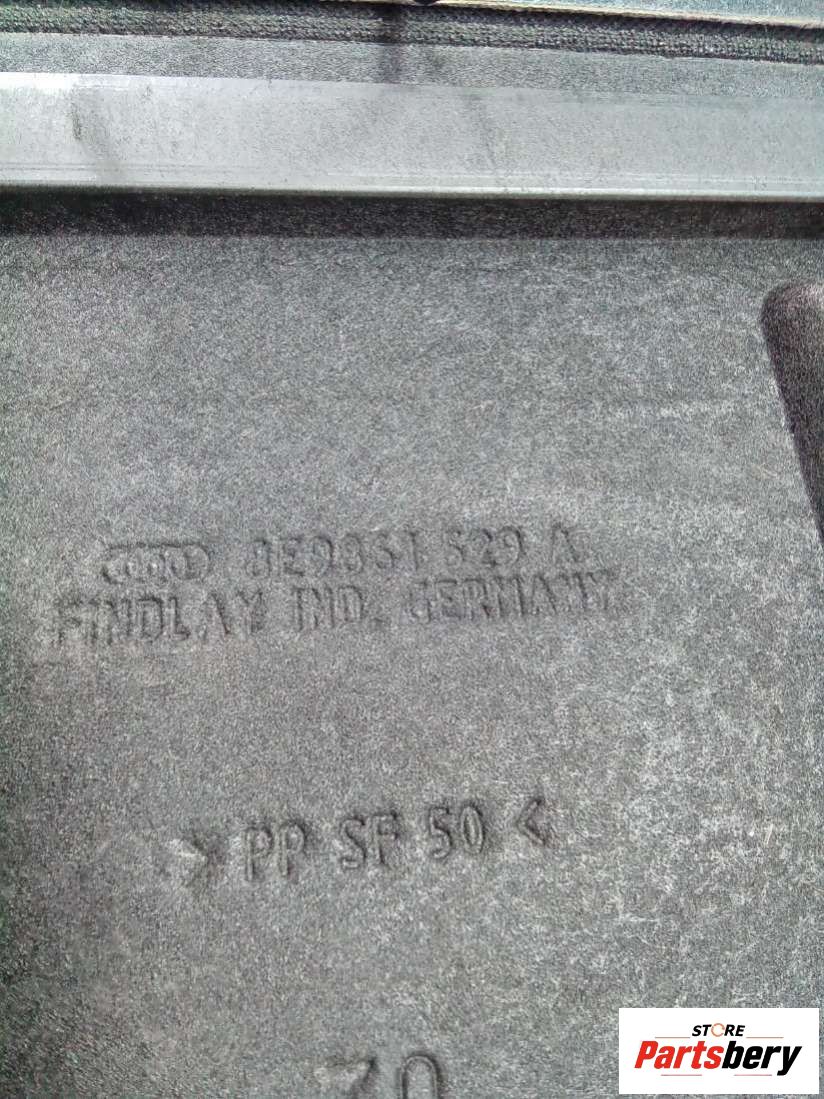 8E9861 529 A
FINDLAY IND. GERMANY
> PP SF 50 <
STORE
Partsbery